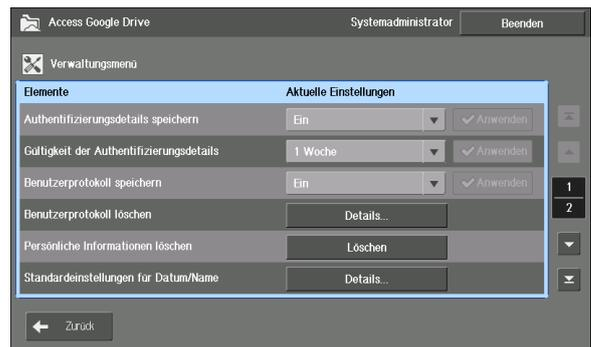 Access Google Drive Systemadministrator Beenden
Verwaltungsmenü
Elemente Aktuelle Einstellungen
Authentifizierungsdetails speichern Ein Anwenden
Gültigkeit der Authentifizierungsdetails 1 Woche Anwenden
Benutzerprotokoll speichern Ein Anwenden
1
Benutzerprotokoll löschen Details... 2
Persönliche Informationen löschen Löschen
Standardeinstellungen für Datum/Name Details...
Zurück